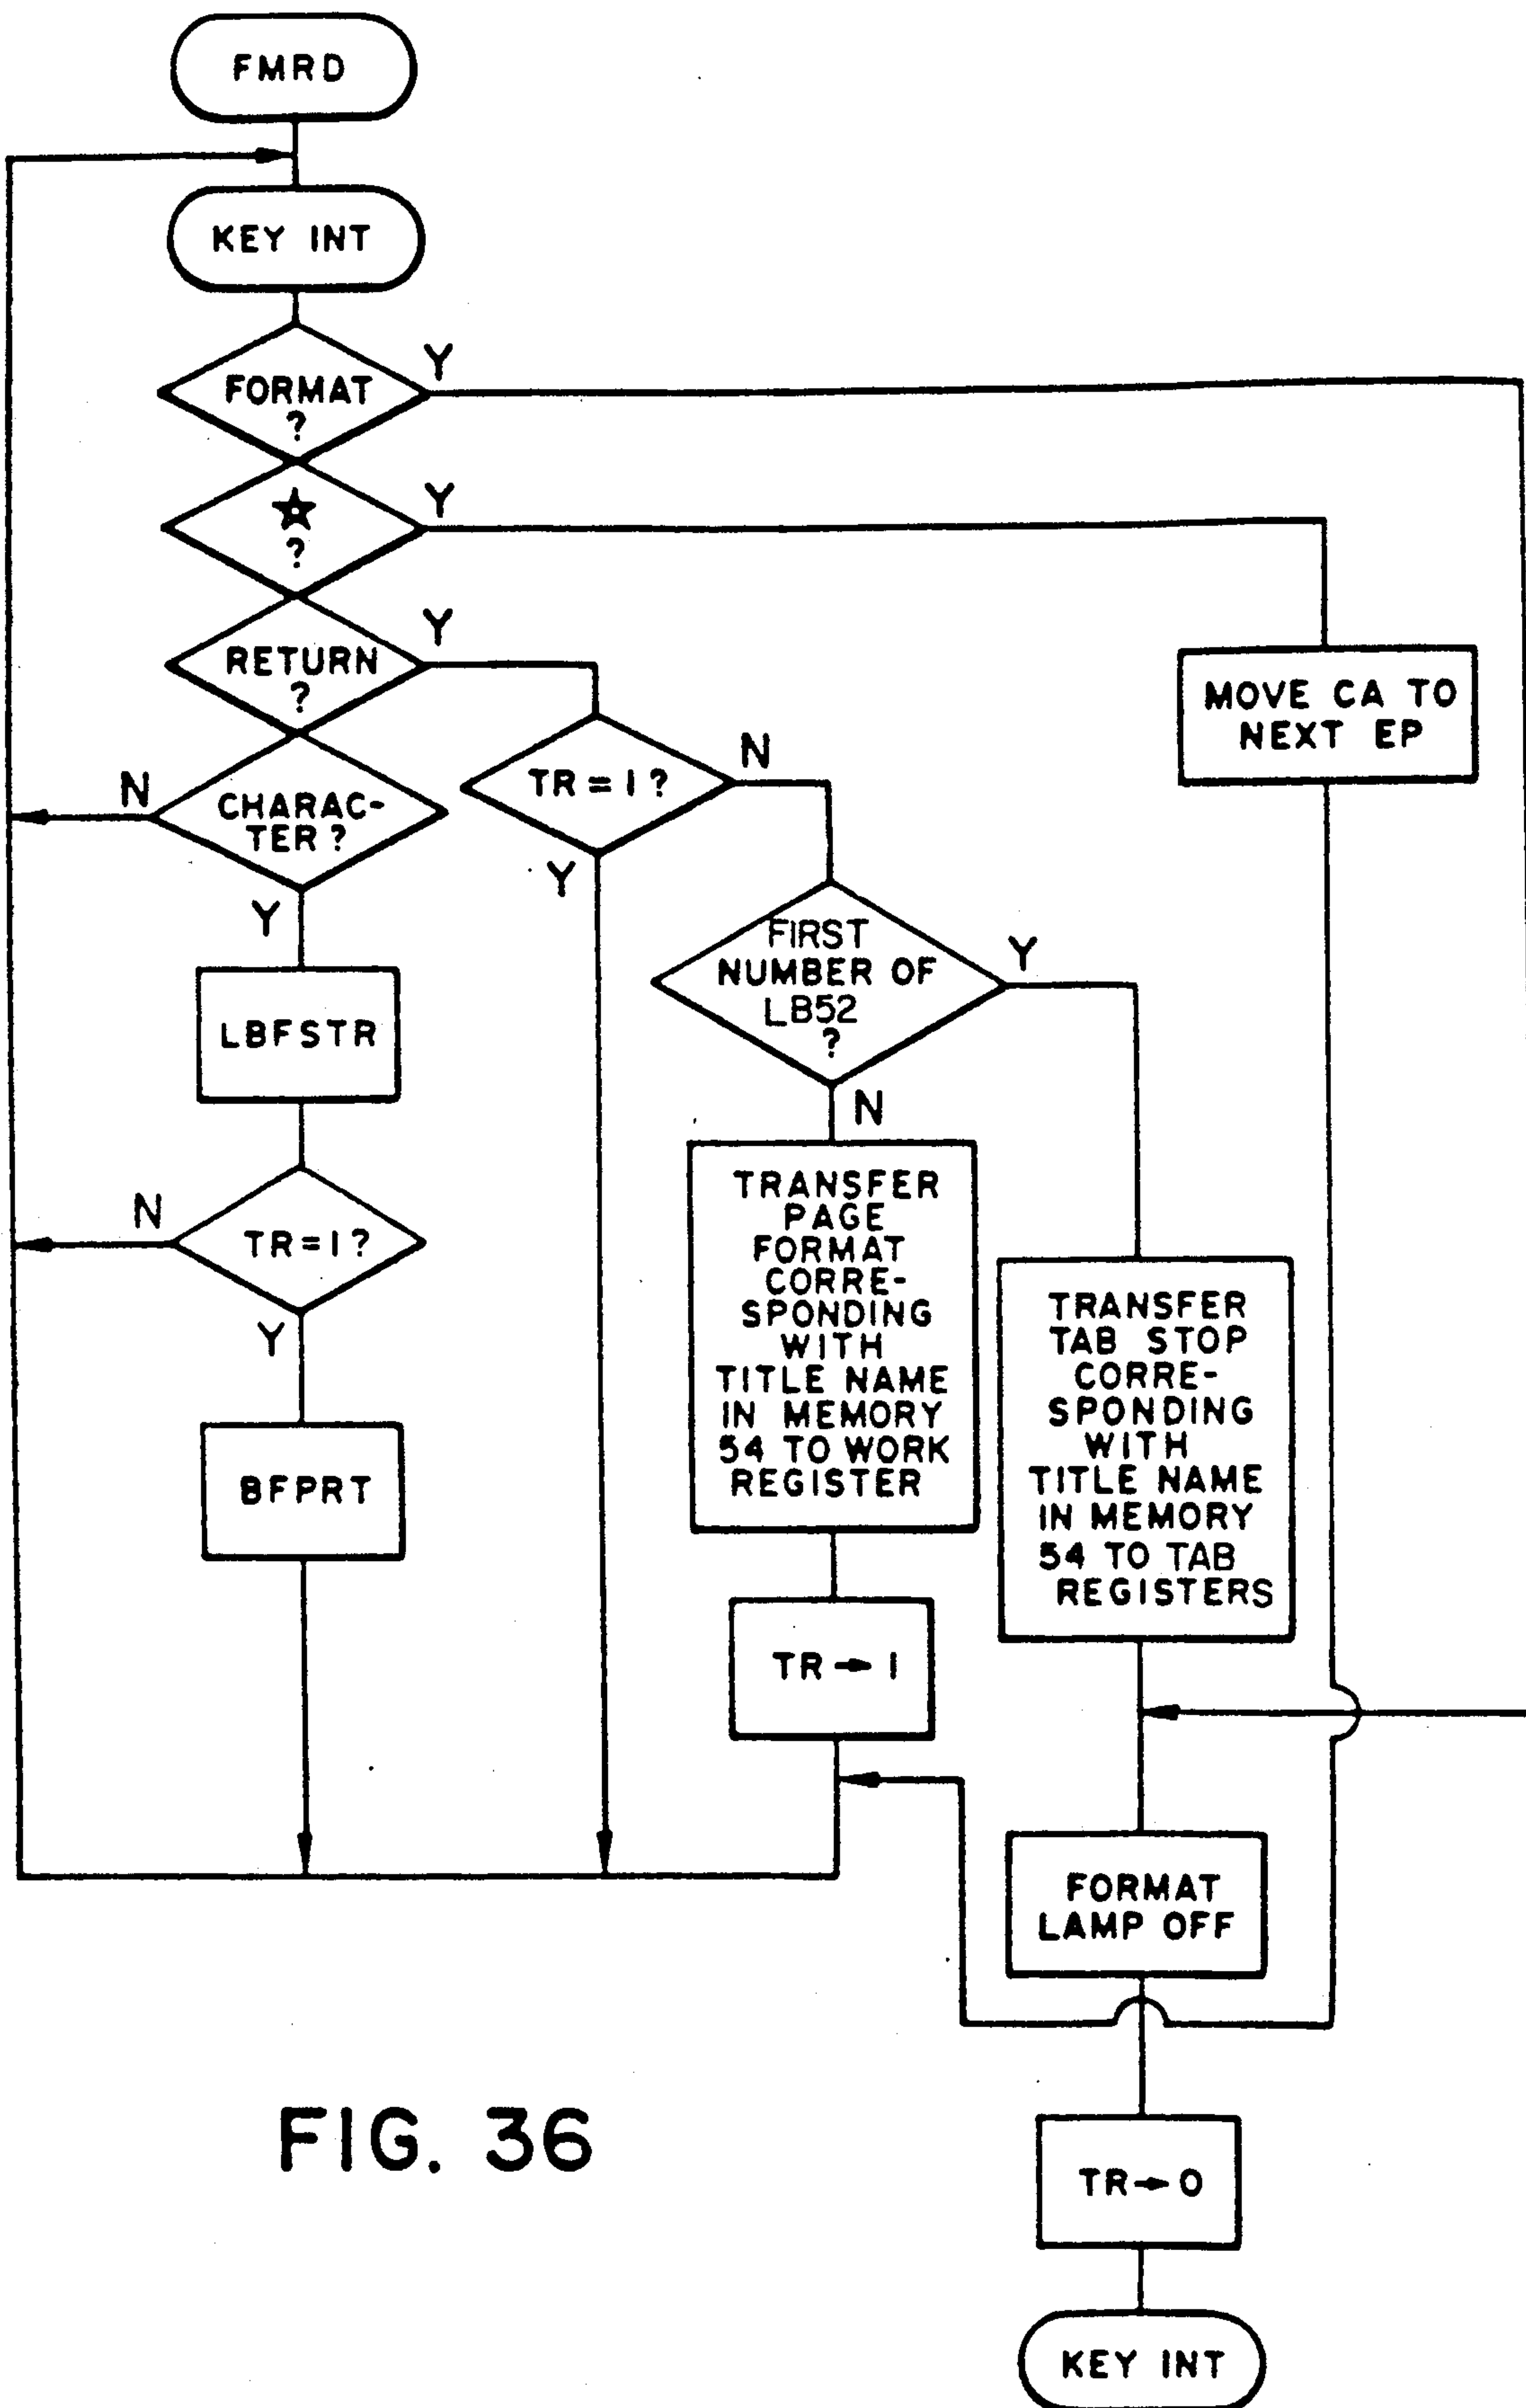 FMRD
KEY INT
FORMAT
?
Y
☆
?
Y
RETURN
?
Y
MOVE CA TO
NEXT EP
TR = 1 ?
N
Y
CHARAC-
TER ?
N
Y
FIRST
NUMBER OF
LB52
?
Y
N
LBFSTR
TR = 1 ?
N
Y
BFPRT
TRANSFER
PAGE
FORMAT
CORRE-
SPONDING
WITH
TITLE NAME
IN MEMORY
54 TO WORK
REGISTER
TR → 1
TRANSFER
TAB STOP
CORRE-
SPONDING
WITH
TITLE NAME
IN MEMORY
54 TO TAB
REGISTERS
FORMAT
LAMP OFF
TR → 0
KEY INT
FIG. 36